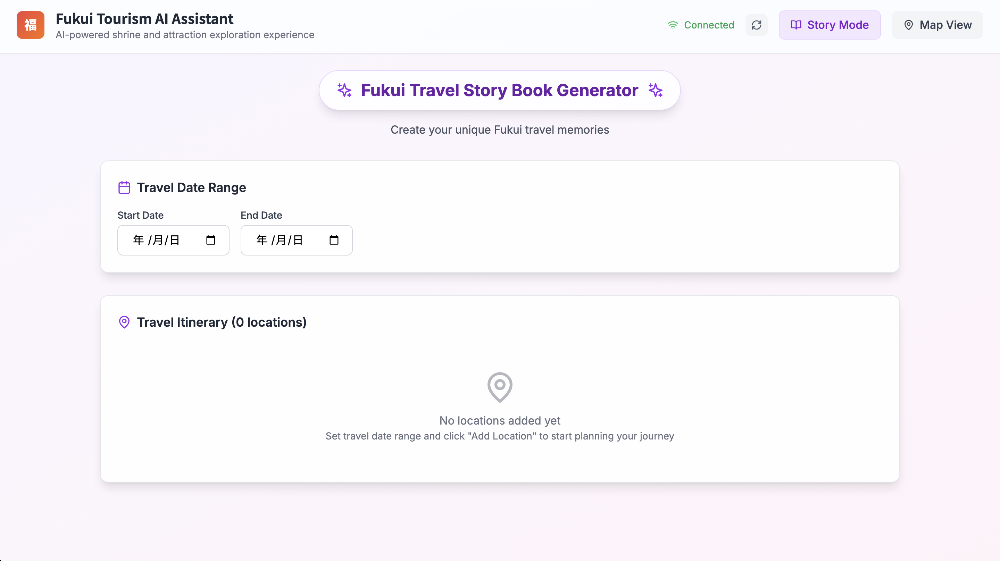 福
Fukui Tourism AI Assistant
AI-powered shrine and attraction exploration experience
Connected
Story Mode
Map View
Fukui Travel Story Book Generator
Create your unique Fukui travel memories
Travel Date Range
Start Date
End Date
年 /月/日
年 /月/日
Travel Itinerary (0 locations)
No locations added yet
Set travel date range and click "Add Location" to start planning your journey